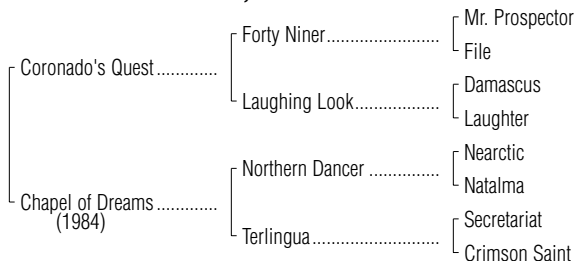 Mr. Prospector
Forty Niner
File
Coronado's Quest
Damascus
Laughing Look
Laughter
Nearctic
Northern Dancer
Natalma
Chapel of Dreams
(1984)
Secretariat
Terlingua
Crimson Saint